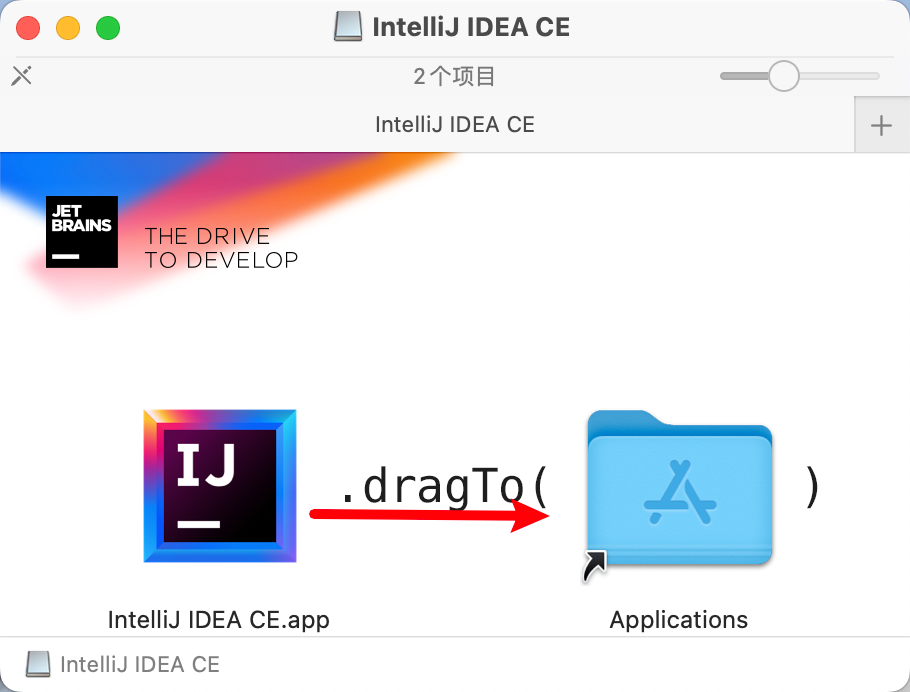 IntelliJ IDEA CE
2个项目
IntelliJ IDEA CE
JET
BRAINS
THE DRIVE
TO DEVELOP
IJ
.dragTo( )
IntelliJ IDEA CE.app Applications
IntelliJ IDEA CE